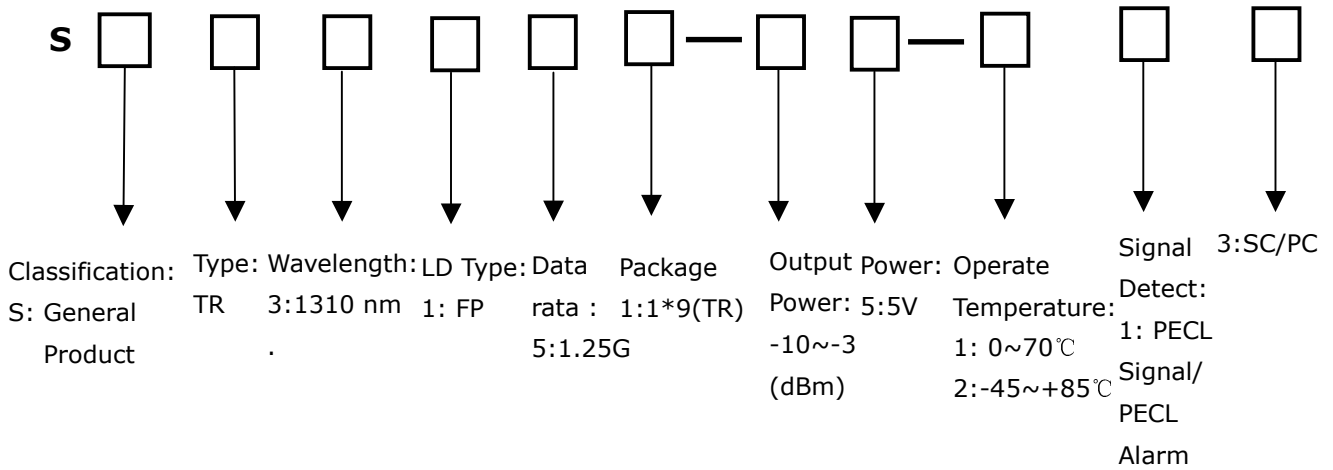 S
Classification:
S: General
Product
Type:
TR
Wavelength:
3:1310 nm
.
LD Type:
1: FP
Data
rata :
5:1.25G
Package
1:1*9(TR)
Output
Power:
-10~-3
(dBm)
Power:
5:5V
Operate
Temperature:
1: 0~70℃
2:-45~+85℃
Signal
Detect:
1: PECL
Signal/
PECL
Alarm
3:SC/PC